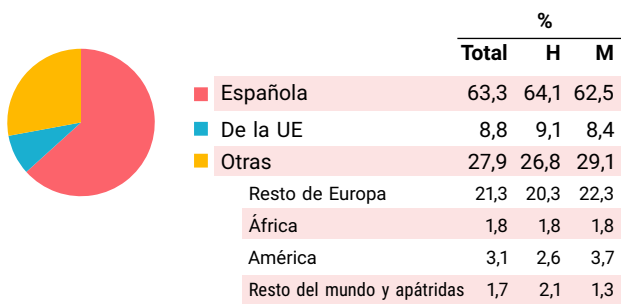 %
Total H M
Española 63,3 64,1 62,5
De la UE 8,8 9,1 8,4
Otras 27,9 26,8 29,1
Resto de Europa 21,3 20,3 22,3
África 1,8 1,8 1,8
América 3,1 2,6 3,7
Resto del mundo y apátridas 1,7 2,1 1,3